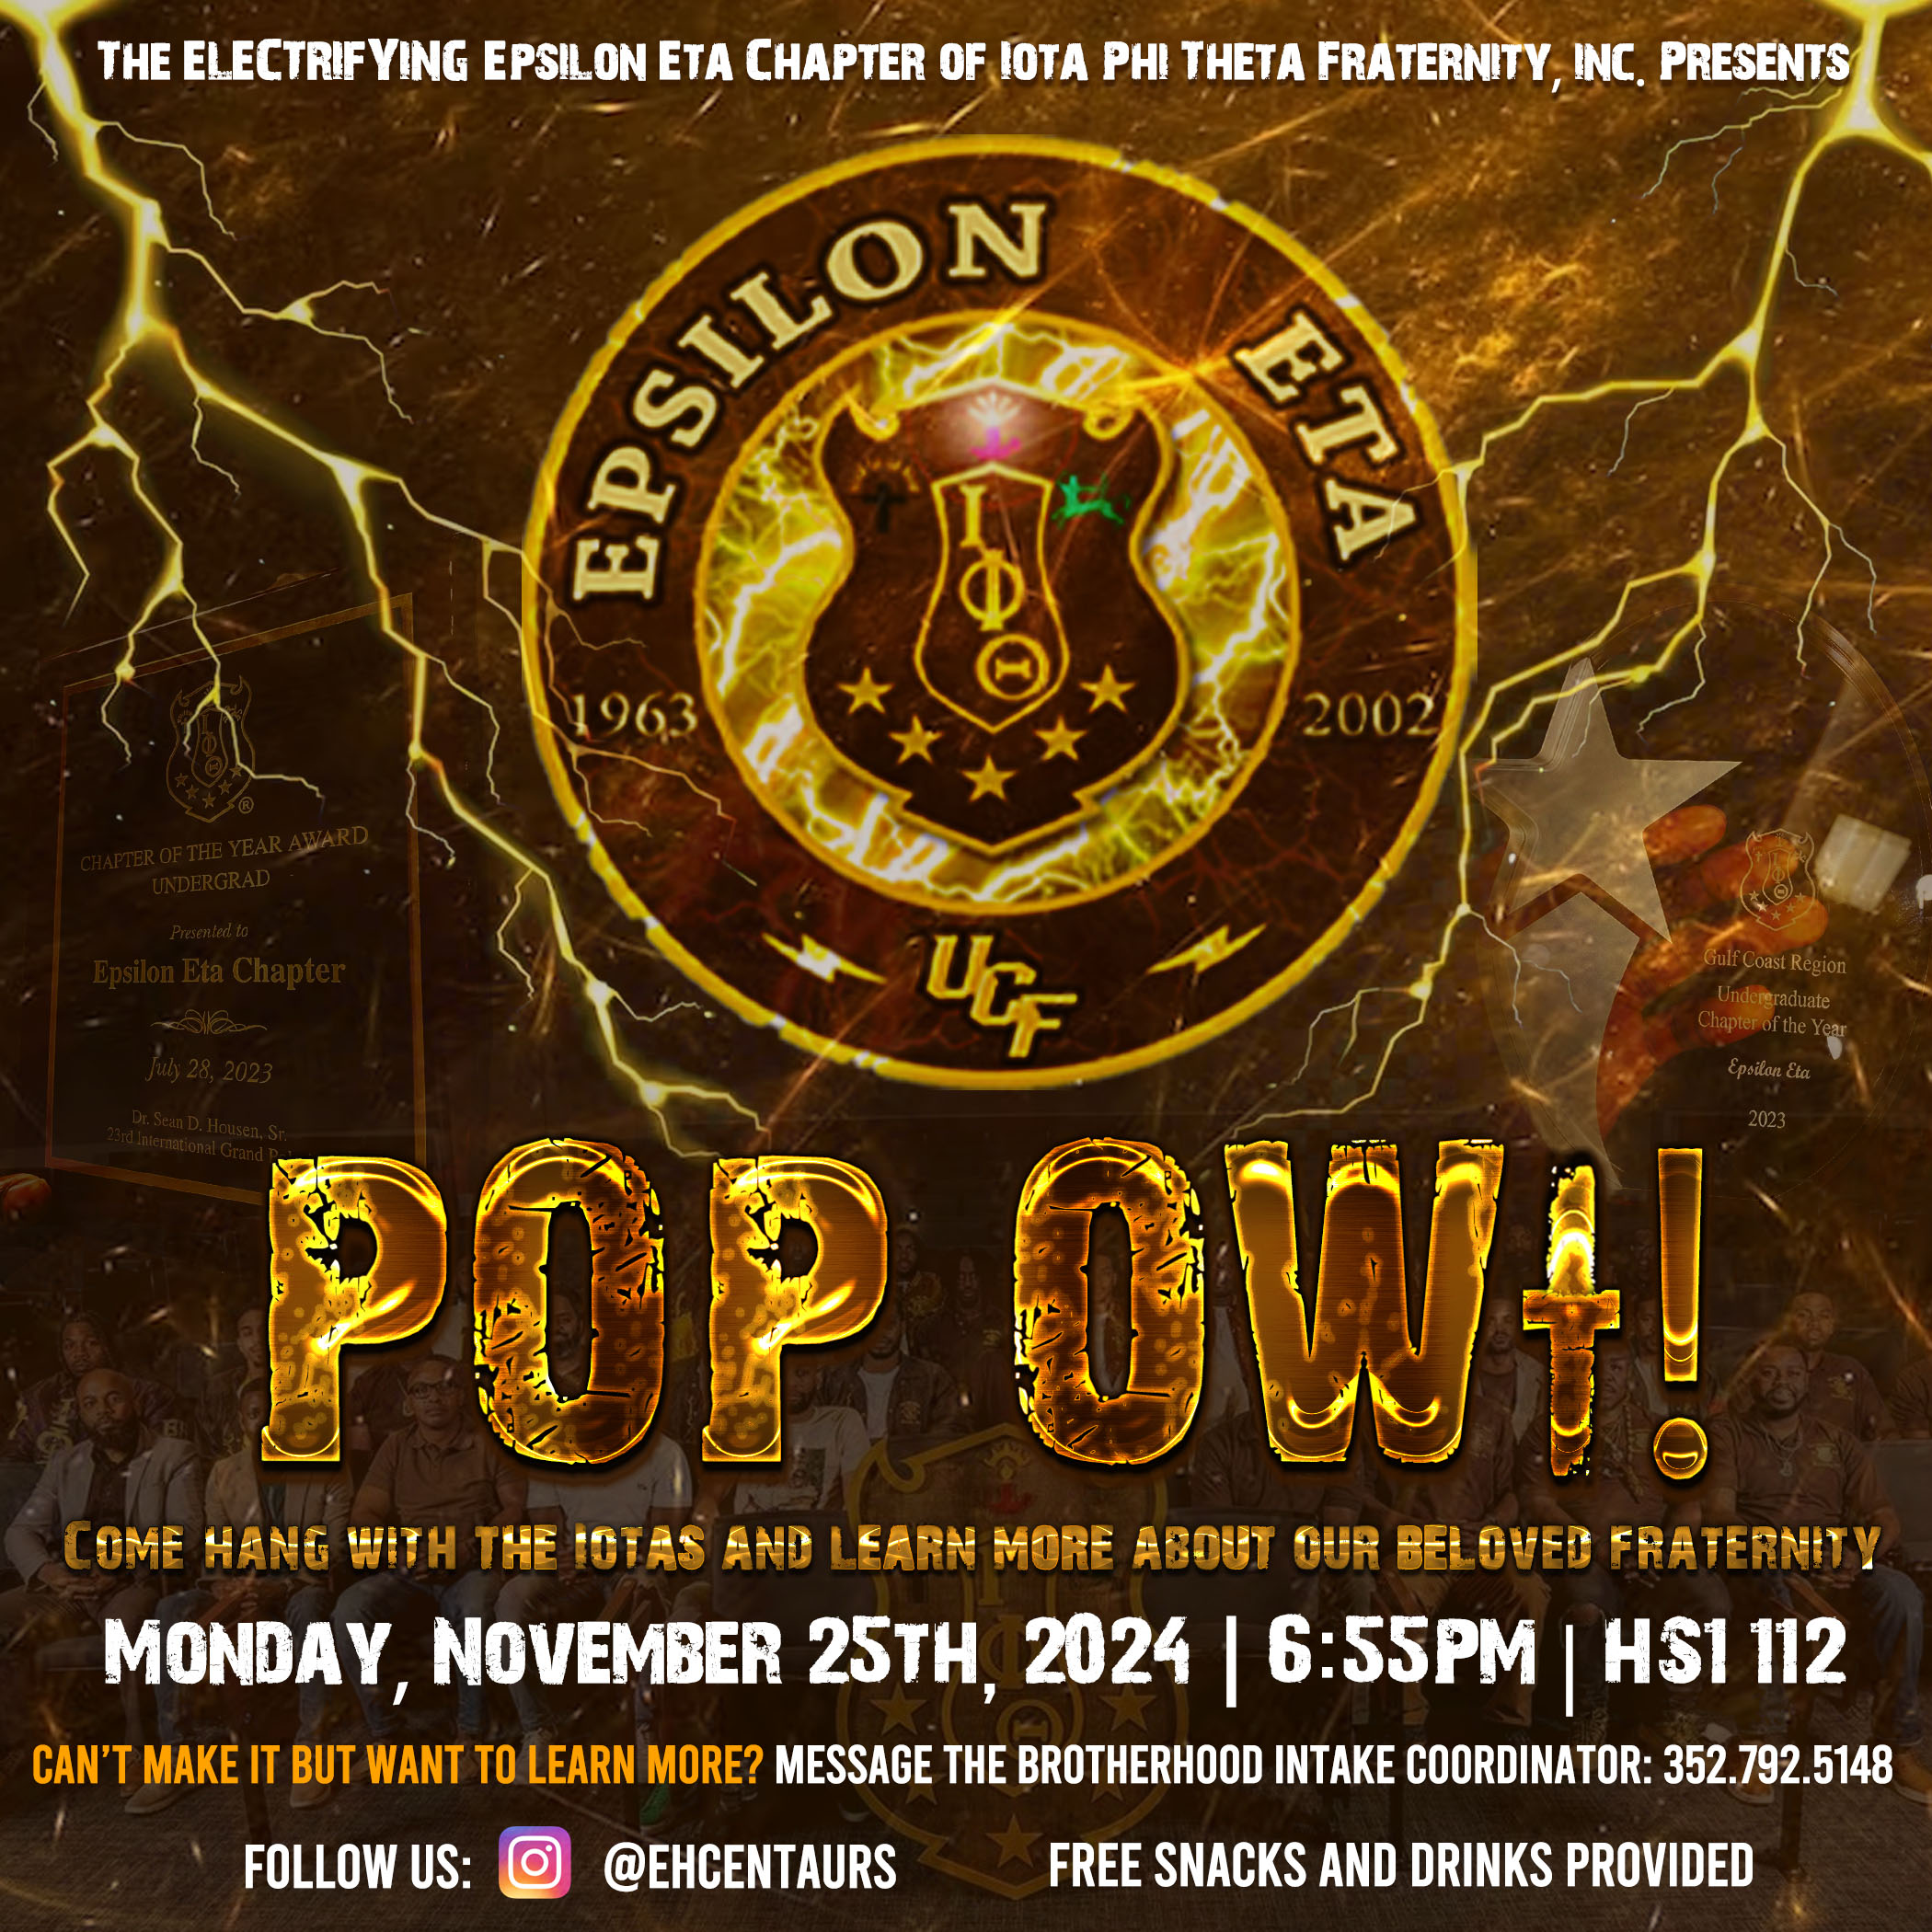 The Electrifying Epsilon Eta Chapter of Iota Phi Theta Fraternity, Inc. Presents
EPSILON ETA
Ι
Φ
Θ
1963
2002
UCF
CHAPTER OF THE YEAR AWARD
UNDERGRAD
Presented to
Epsilon Eta Chapter
July 28, 2023
Dr. Sean D. Housen, Sr.
23rd International Grand
Gulf Coast Region
Undergraduate
Chapter of the Year
Epsilon Eta
2023
POP OWt!
Come hang with the Iotas and learn more about our beloved fraternity
Monday, November 25th, 2024 | 6:55PM | HS1 112
CAN'T MAKE IT BUT WANT TO LEARN MORE? MESSAGE THE BROTHERHOOD INTAKE COORDINATOR: 352.792.5148
FOLLOW US: @EHCENTAURS FREE SNACKS AND DRINKS PROVIDED